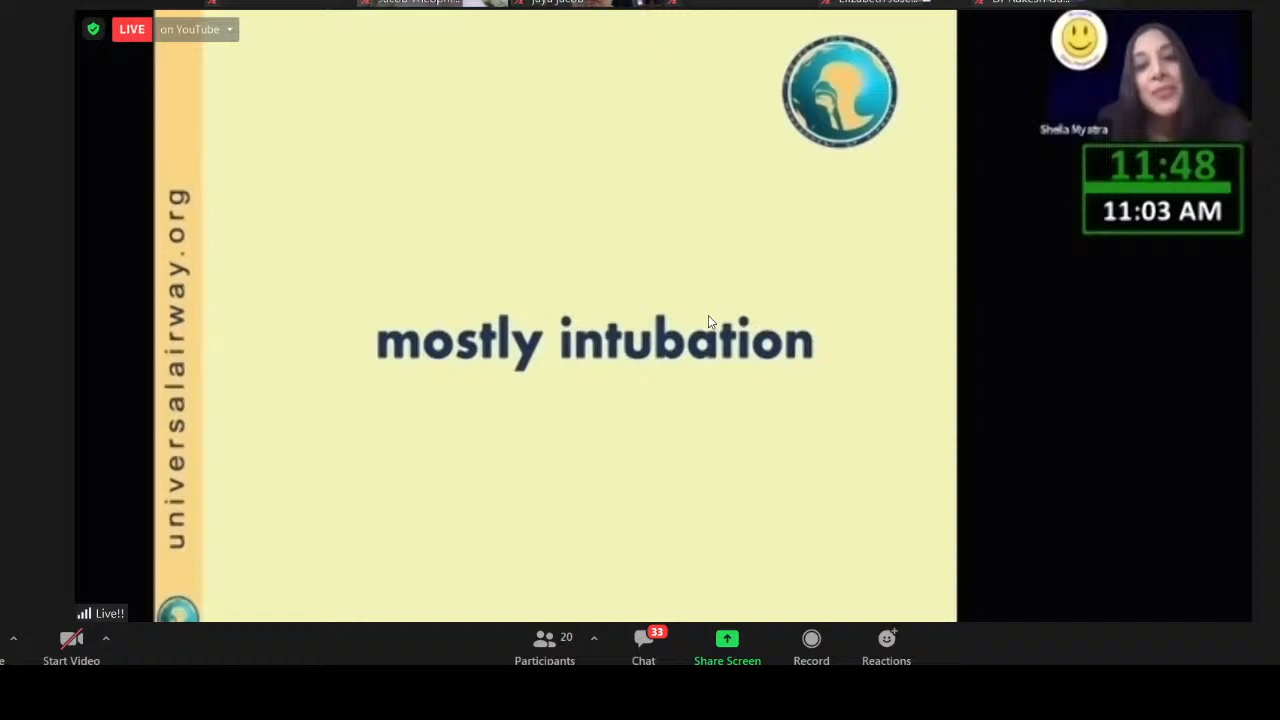 LIVE on YouTube
Sheila Myatra
11:48
11:03 AM
universalairway.org
mostly intubation
Live!!
20
33
Start Video
Participants
Chat
Share Screen
Record
Reactions